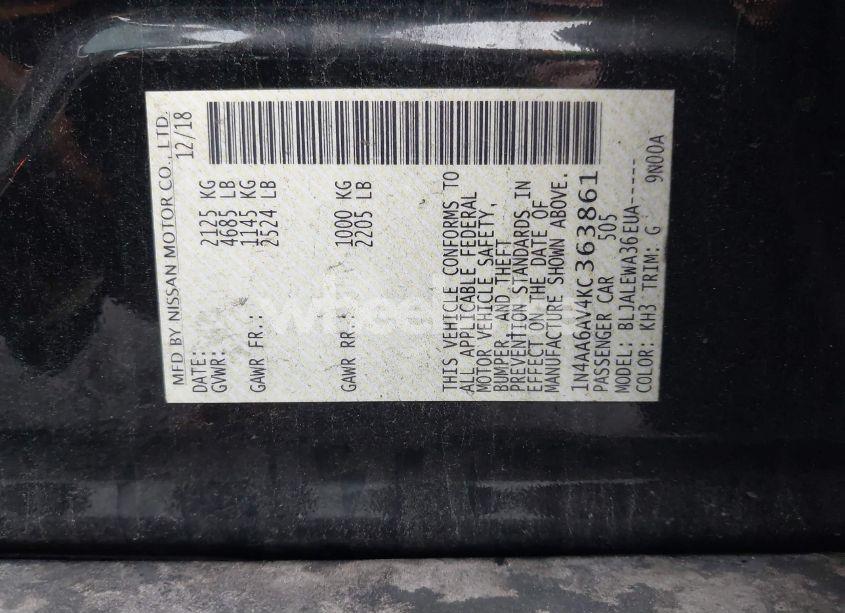 MFD BY NISSAN MOTOR CO., LTD.
DATE: 12/18
GVWR: 2125 KG
4685 LB
GAWR FR.: 1145 KG
2524 LB
GAWR RR.: 1000 KG
2205 LB
THIS VEHICLE CONFORMS TO
ALL APPLICABLE FEDERAL
MOTOR VEHICLE SAFETY,
BUMPER, AND THEFT
PREVENTION STANDARDS IN
EFFECT ON THE DATE OF
MANUFACTURE SHOWN ABOVE.
1N4AA6AV4KC363861
PASSENGER CAR 505
MODEL: BLJALEWA36EUA-----
COLOR: KH3 TRIM: G 9N00A